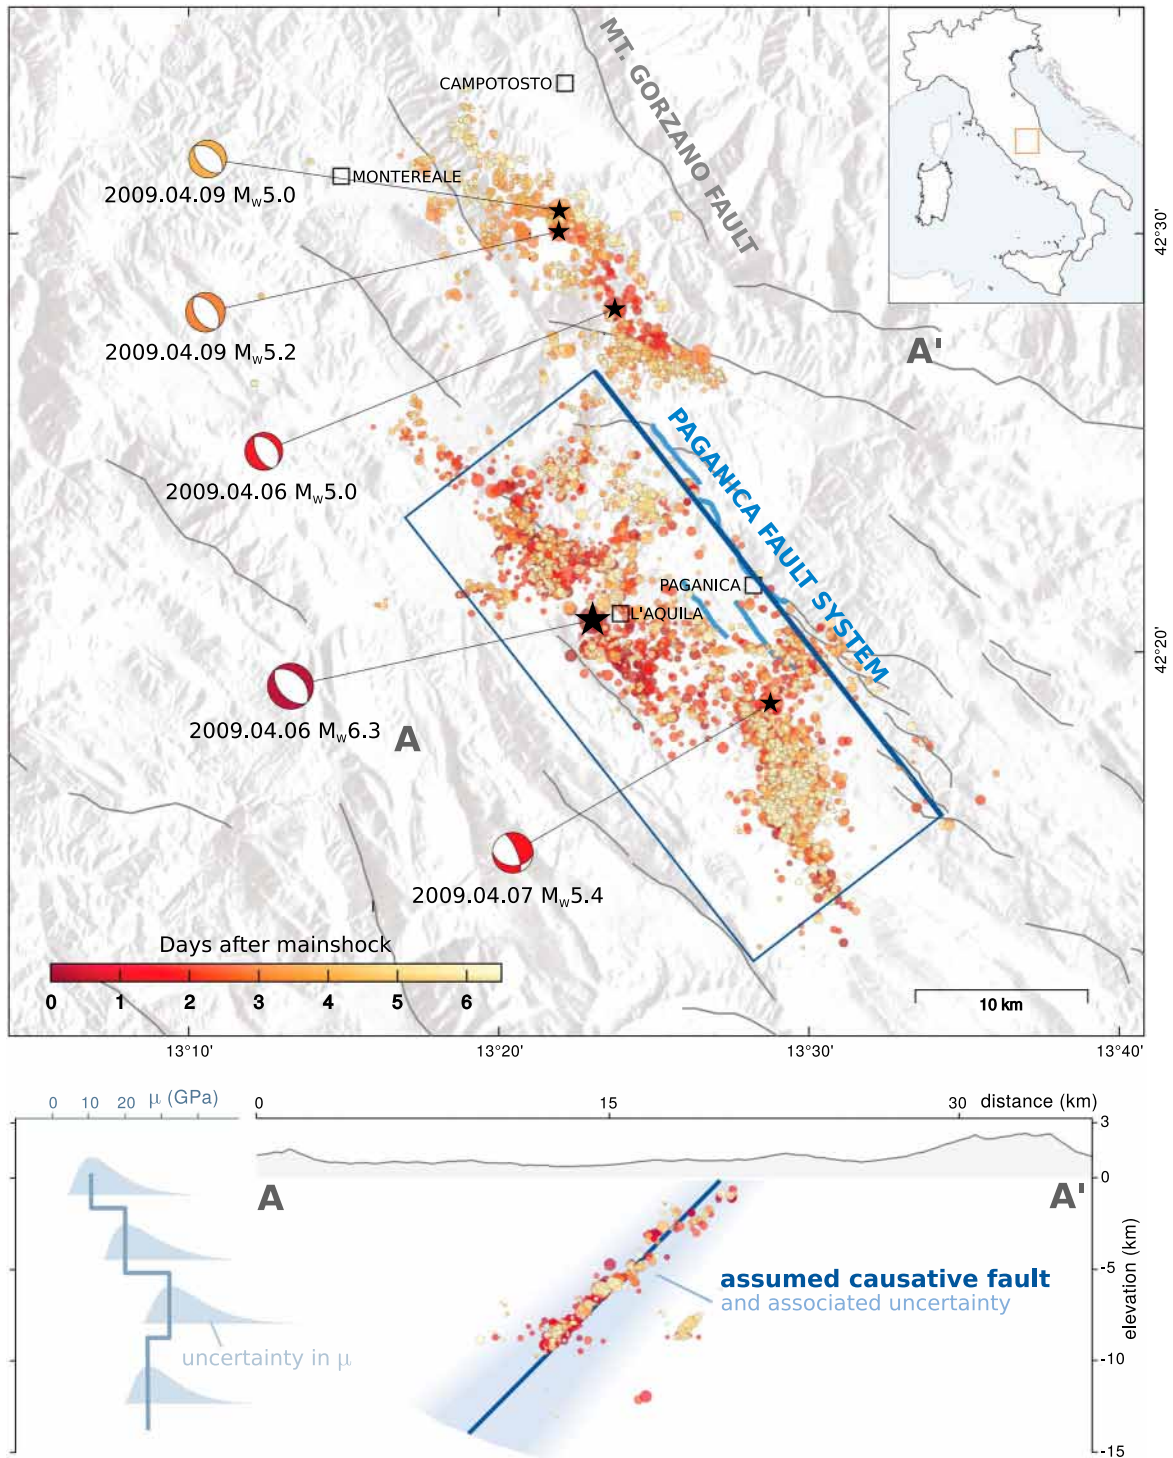 CAMPOTOSTO
MT. GORZANO FAULT
MONTEREALE
2009.04.09 Mw5.0
42°30'
2009.04.09 Mw5.2
A'
PAGANICA FAULT SYSTEM
2009.04.06 Mw5.0
PAGANICA
L'AQUILA
42°20'
2009.04.06 Mw6.3
A
2009.04.07 Mw5.4
Days after mainshock
0 1 2 3 4 5 6
10 km
13°10' 13°20' 13°30' 13°40'
0 10 20 μ (GPa)
0 15 30 distance (km)
3
0
A A'
-5
assumed causative fault
and associated uncertainty
elevation (km)
uncertainty in μ
-10
-15